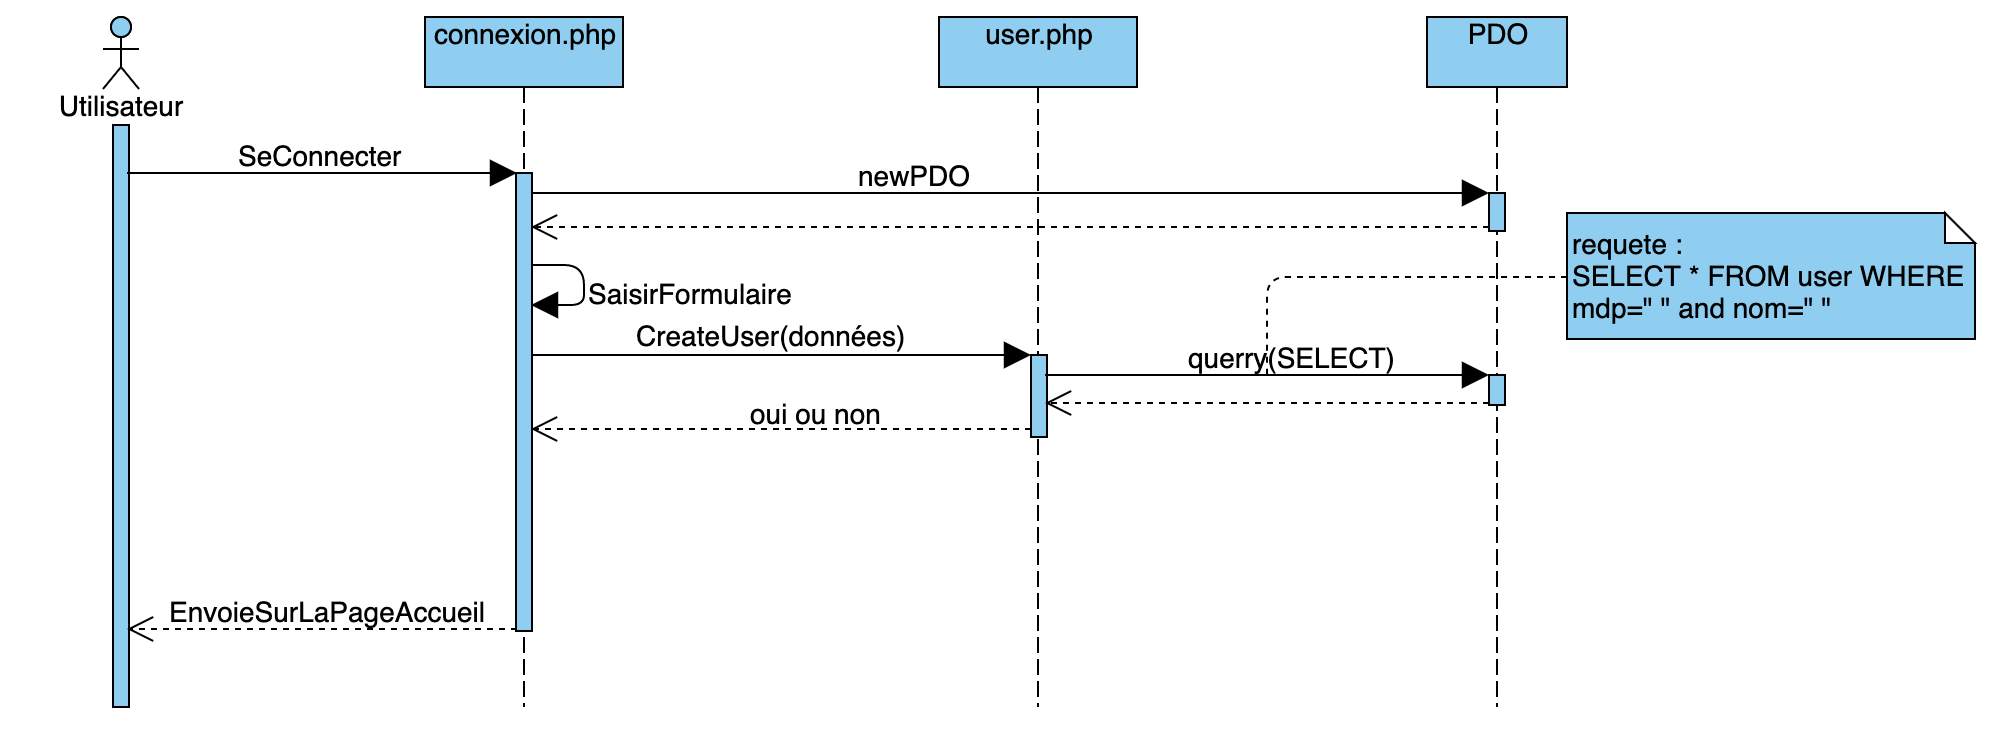 connexion.php
user.php
PDO
Utilisateur
SeConnecter
newPDO
requete :
SELECT * FROM user WHERE
mdp=" " and nom=" "
SaisirFormulaire
CreateUser(données)
querry(SELECT)
oui ou non
EnvoieSurLaPageAccueil